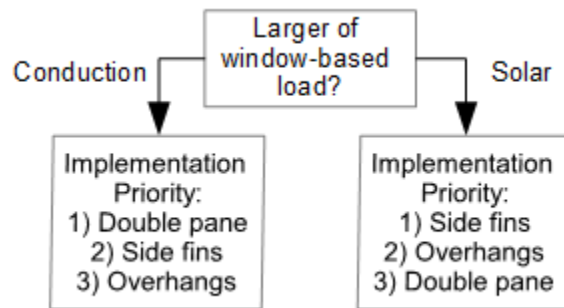 Larger of
window-based
load?
Conduction
Solar
Implementation
Priority:
1) Double pane
2) Side fins
3) Overhangs
Implementation
Priority:
1) Side fins
2) Overhangs
3) Double pane